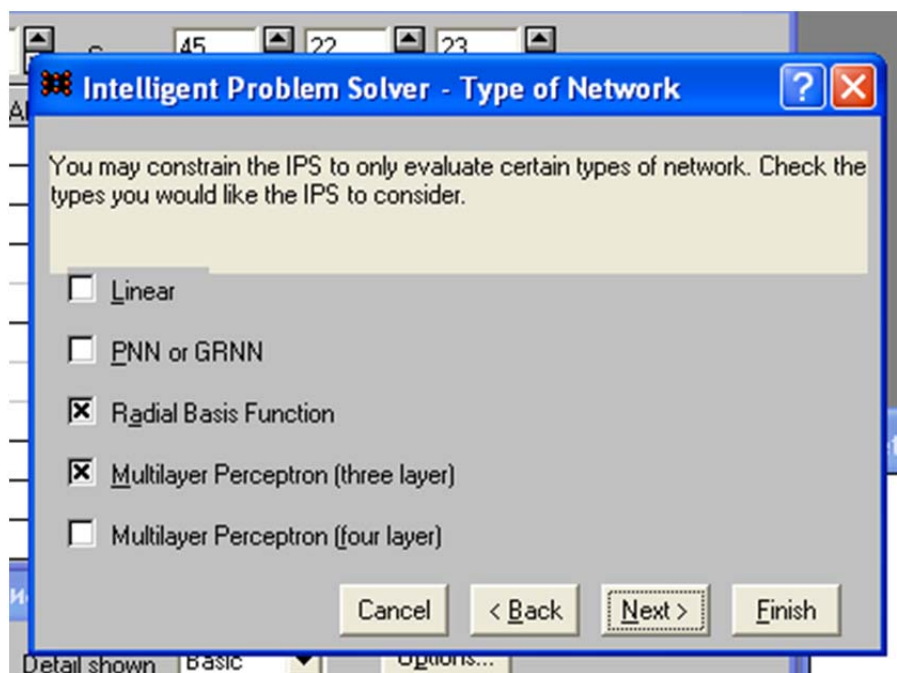 45 22 23
Intelligent Problem Solver - Type of Network
You may constrain the IPS to only evaluate certain types of network. Check the
types you would like the IPS to consider.
Linear
PNN or GRNN
Radial Basis Function
Multilayer Perceptron (three layer)
Multilayer Perceptron (four layer)
Cancel < Back Next > Finish
Detail shown Basic Options...